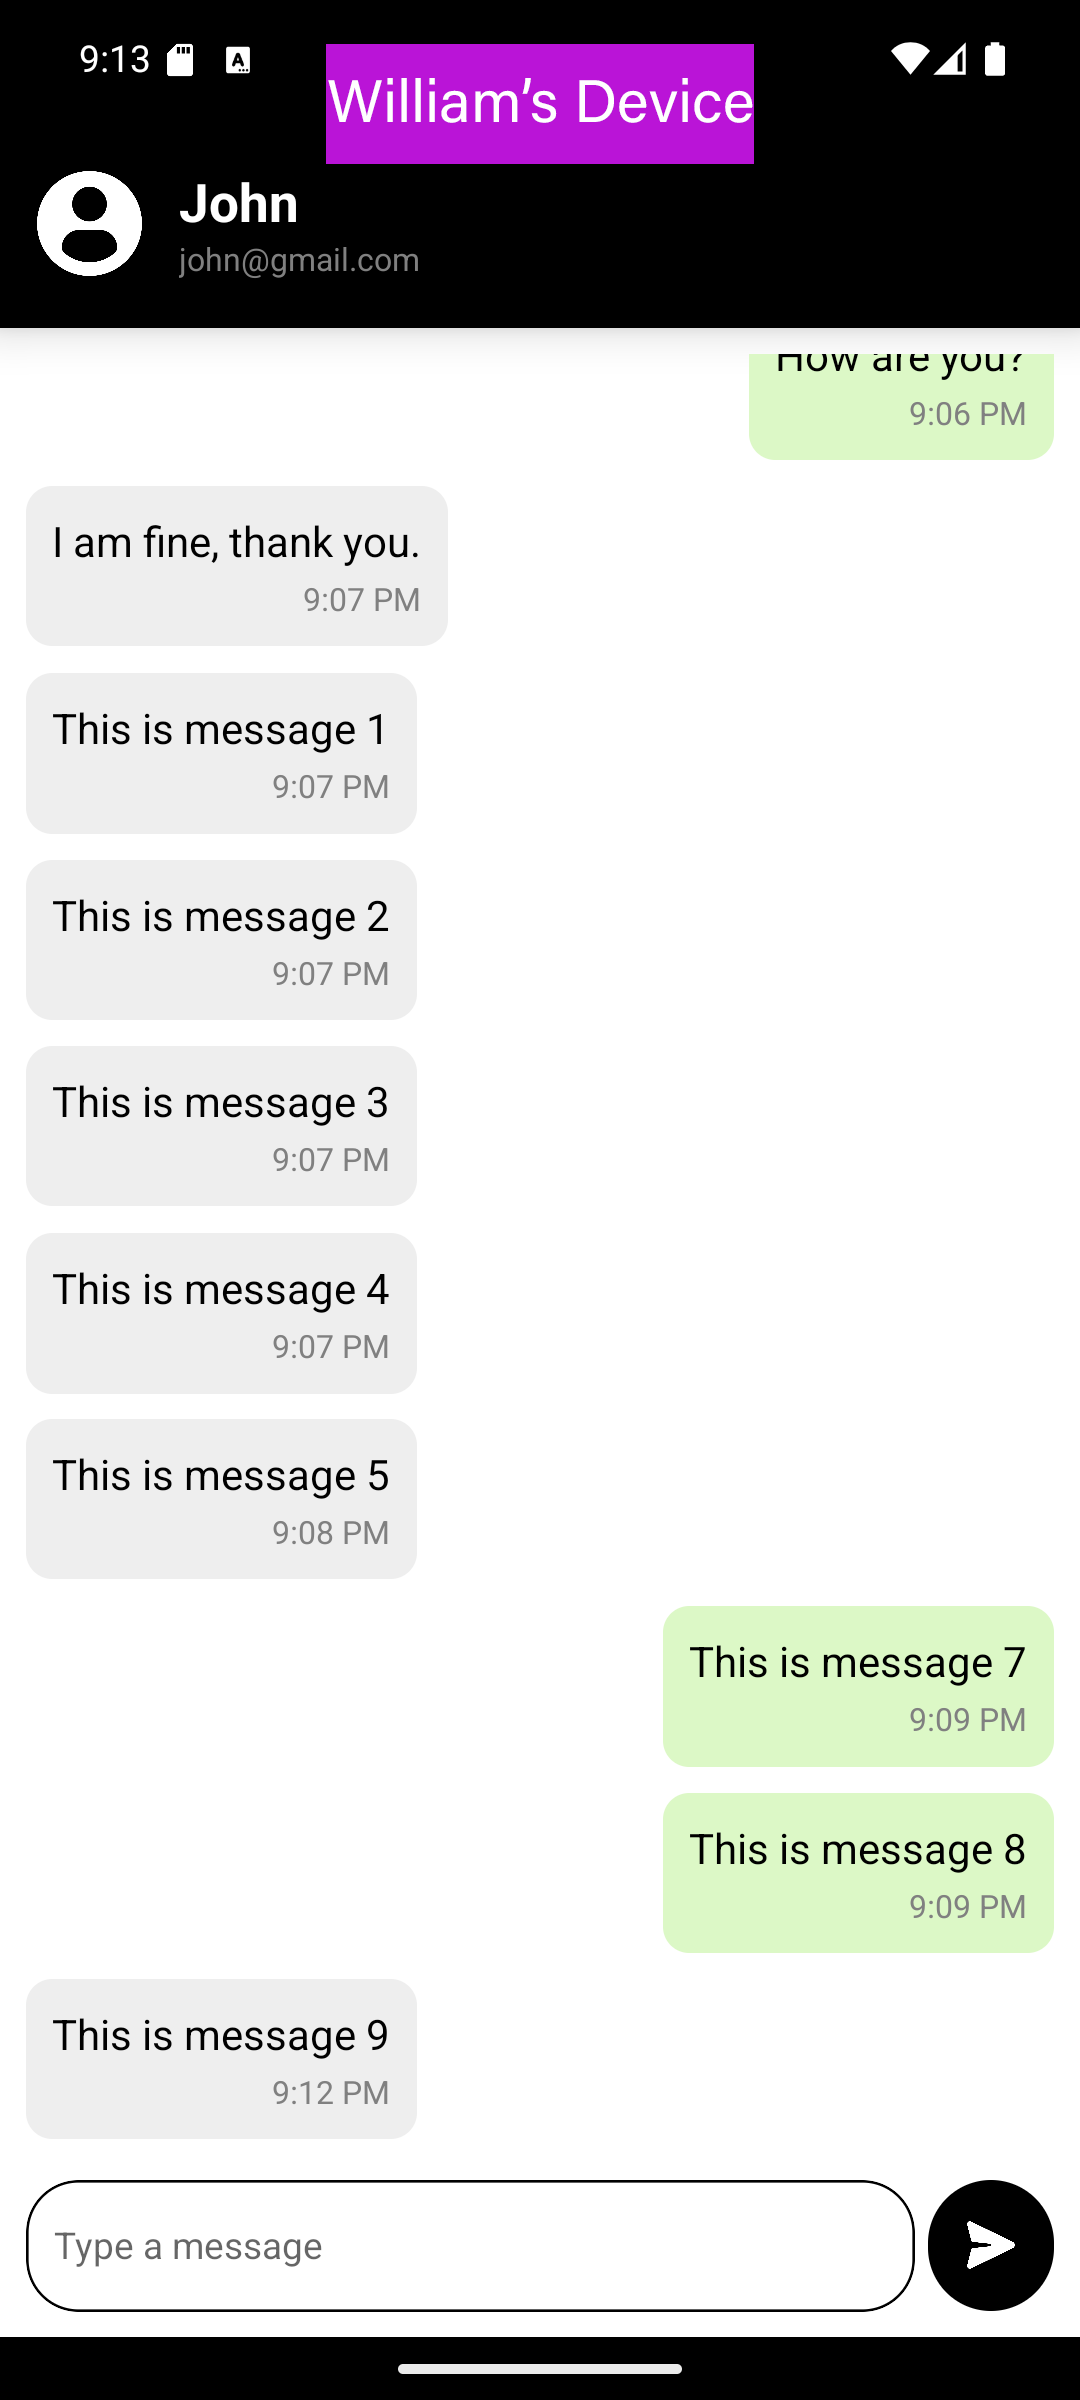 9:13
William's Device
John
john@gmail.com
How are you?
9:06 PM
I am fine, thank you.
9:07 PM
This is message 1
9:07 PM
This is message 2
9:07 PM
This is message 3
9:07 PM
This is message 4
9:07 PM
This is message 5
9:08 PM
This is message 7
9:09 PM
This is message 8
9:09 PM
This is message 9
9:12 PM
Type a message